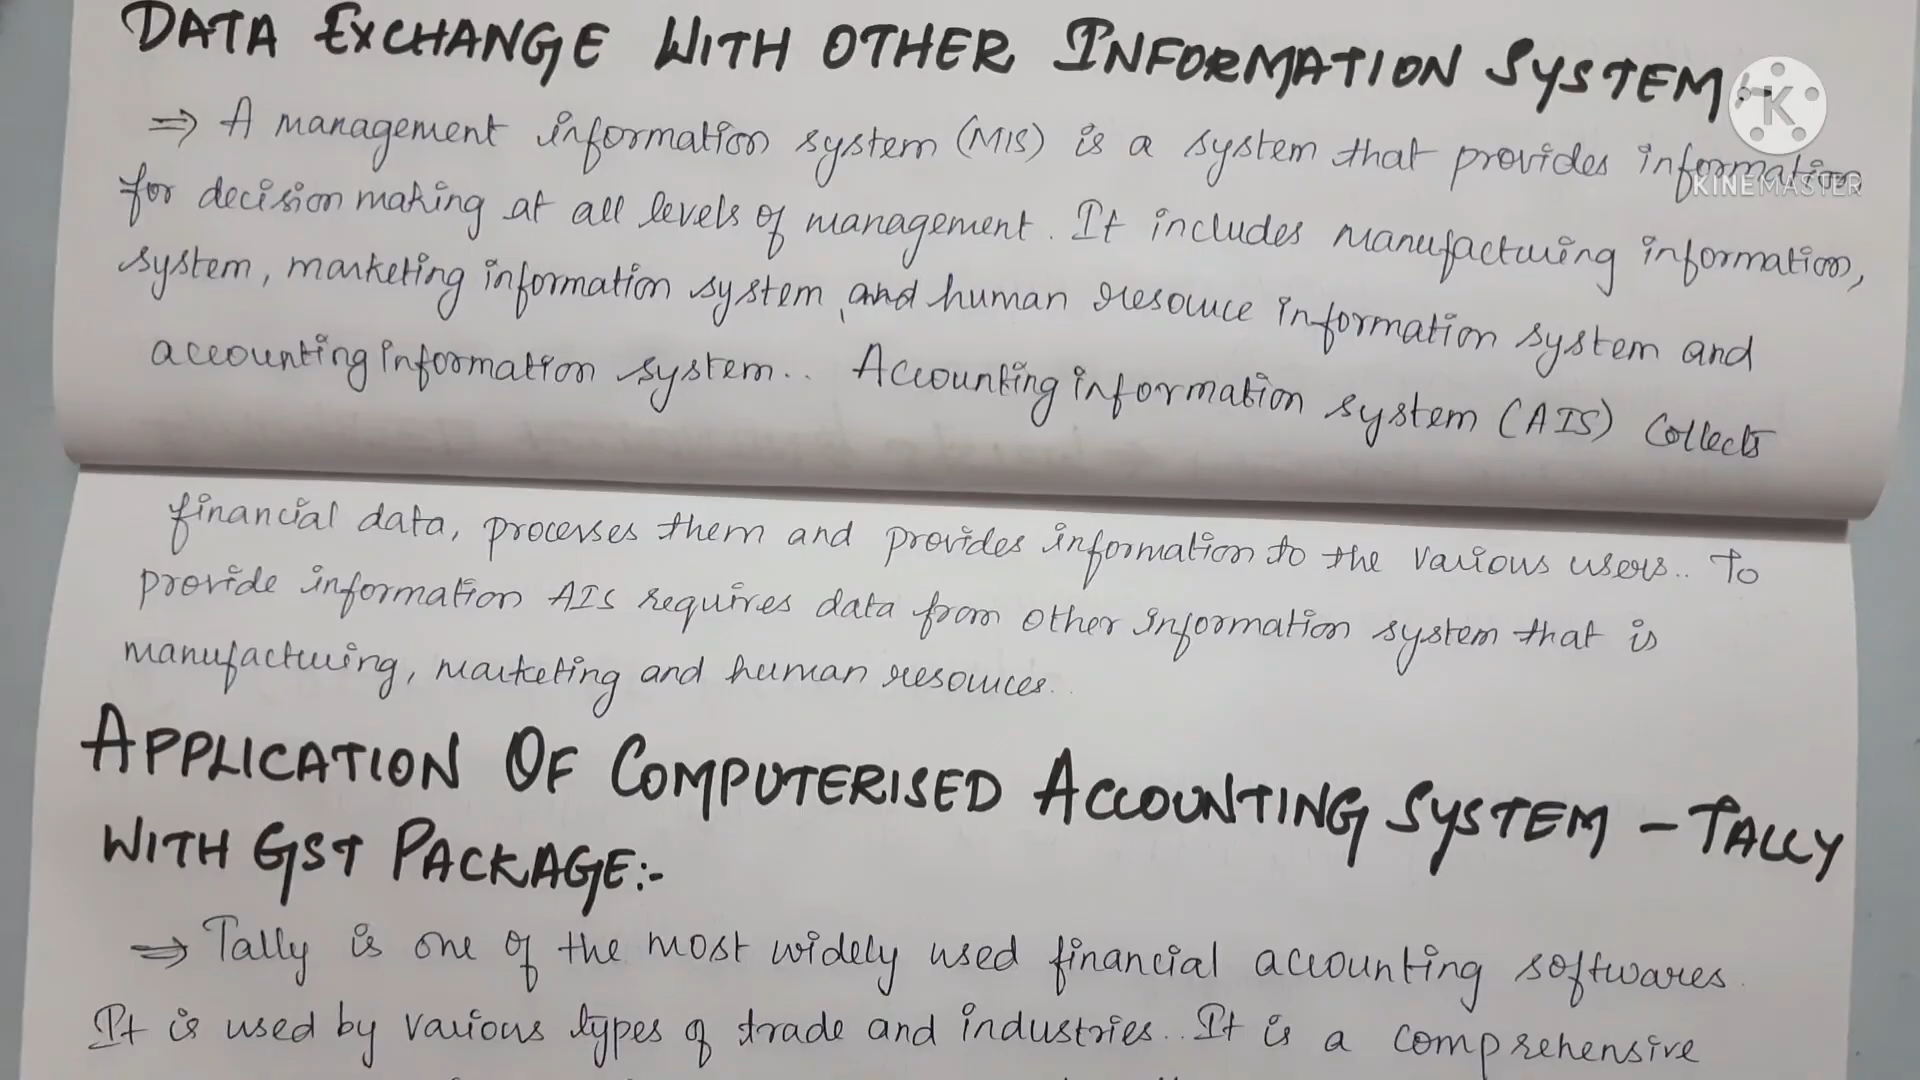 DATA EXCHANGE WITH OTHER INFORMATION SYSTEM:-
⇒ A management information system (MIS) is a system that provides information
for decision making at all levels of management. It includes manufacturing information,
system, marketing information system and human resource information system and
accounting information system.. Accounting information system (AIS) Collects
financial data, processes them and provides information to the various users.. To
provide information AIS requires data from other information system that is
manufacturing, marketing and human resources..
APPLICATION OF COMPUTERISED ACCOUNTING SYSTEM - TALLY
WITH GST PACKAGE:-
⇒ Tally is one of the most widely used financial accounting softwares.
It is used by various types of trade and industries.. It is a comprehensive
K
KINEMASTER